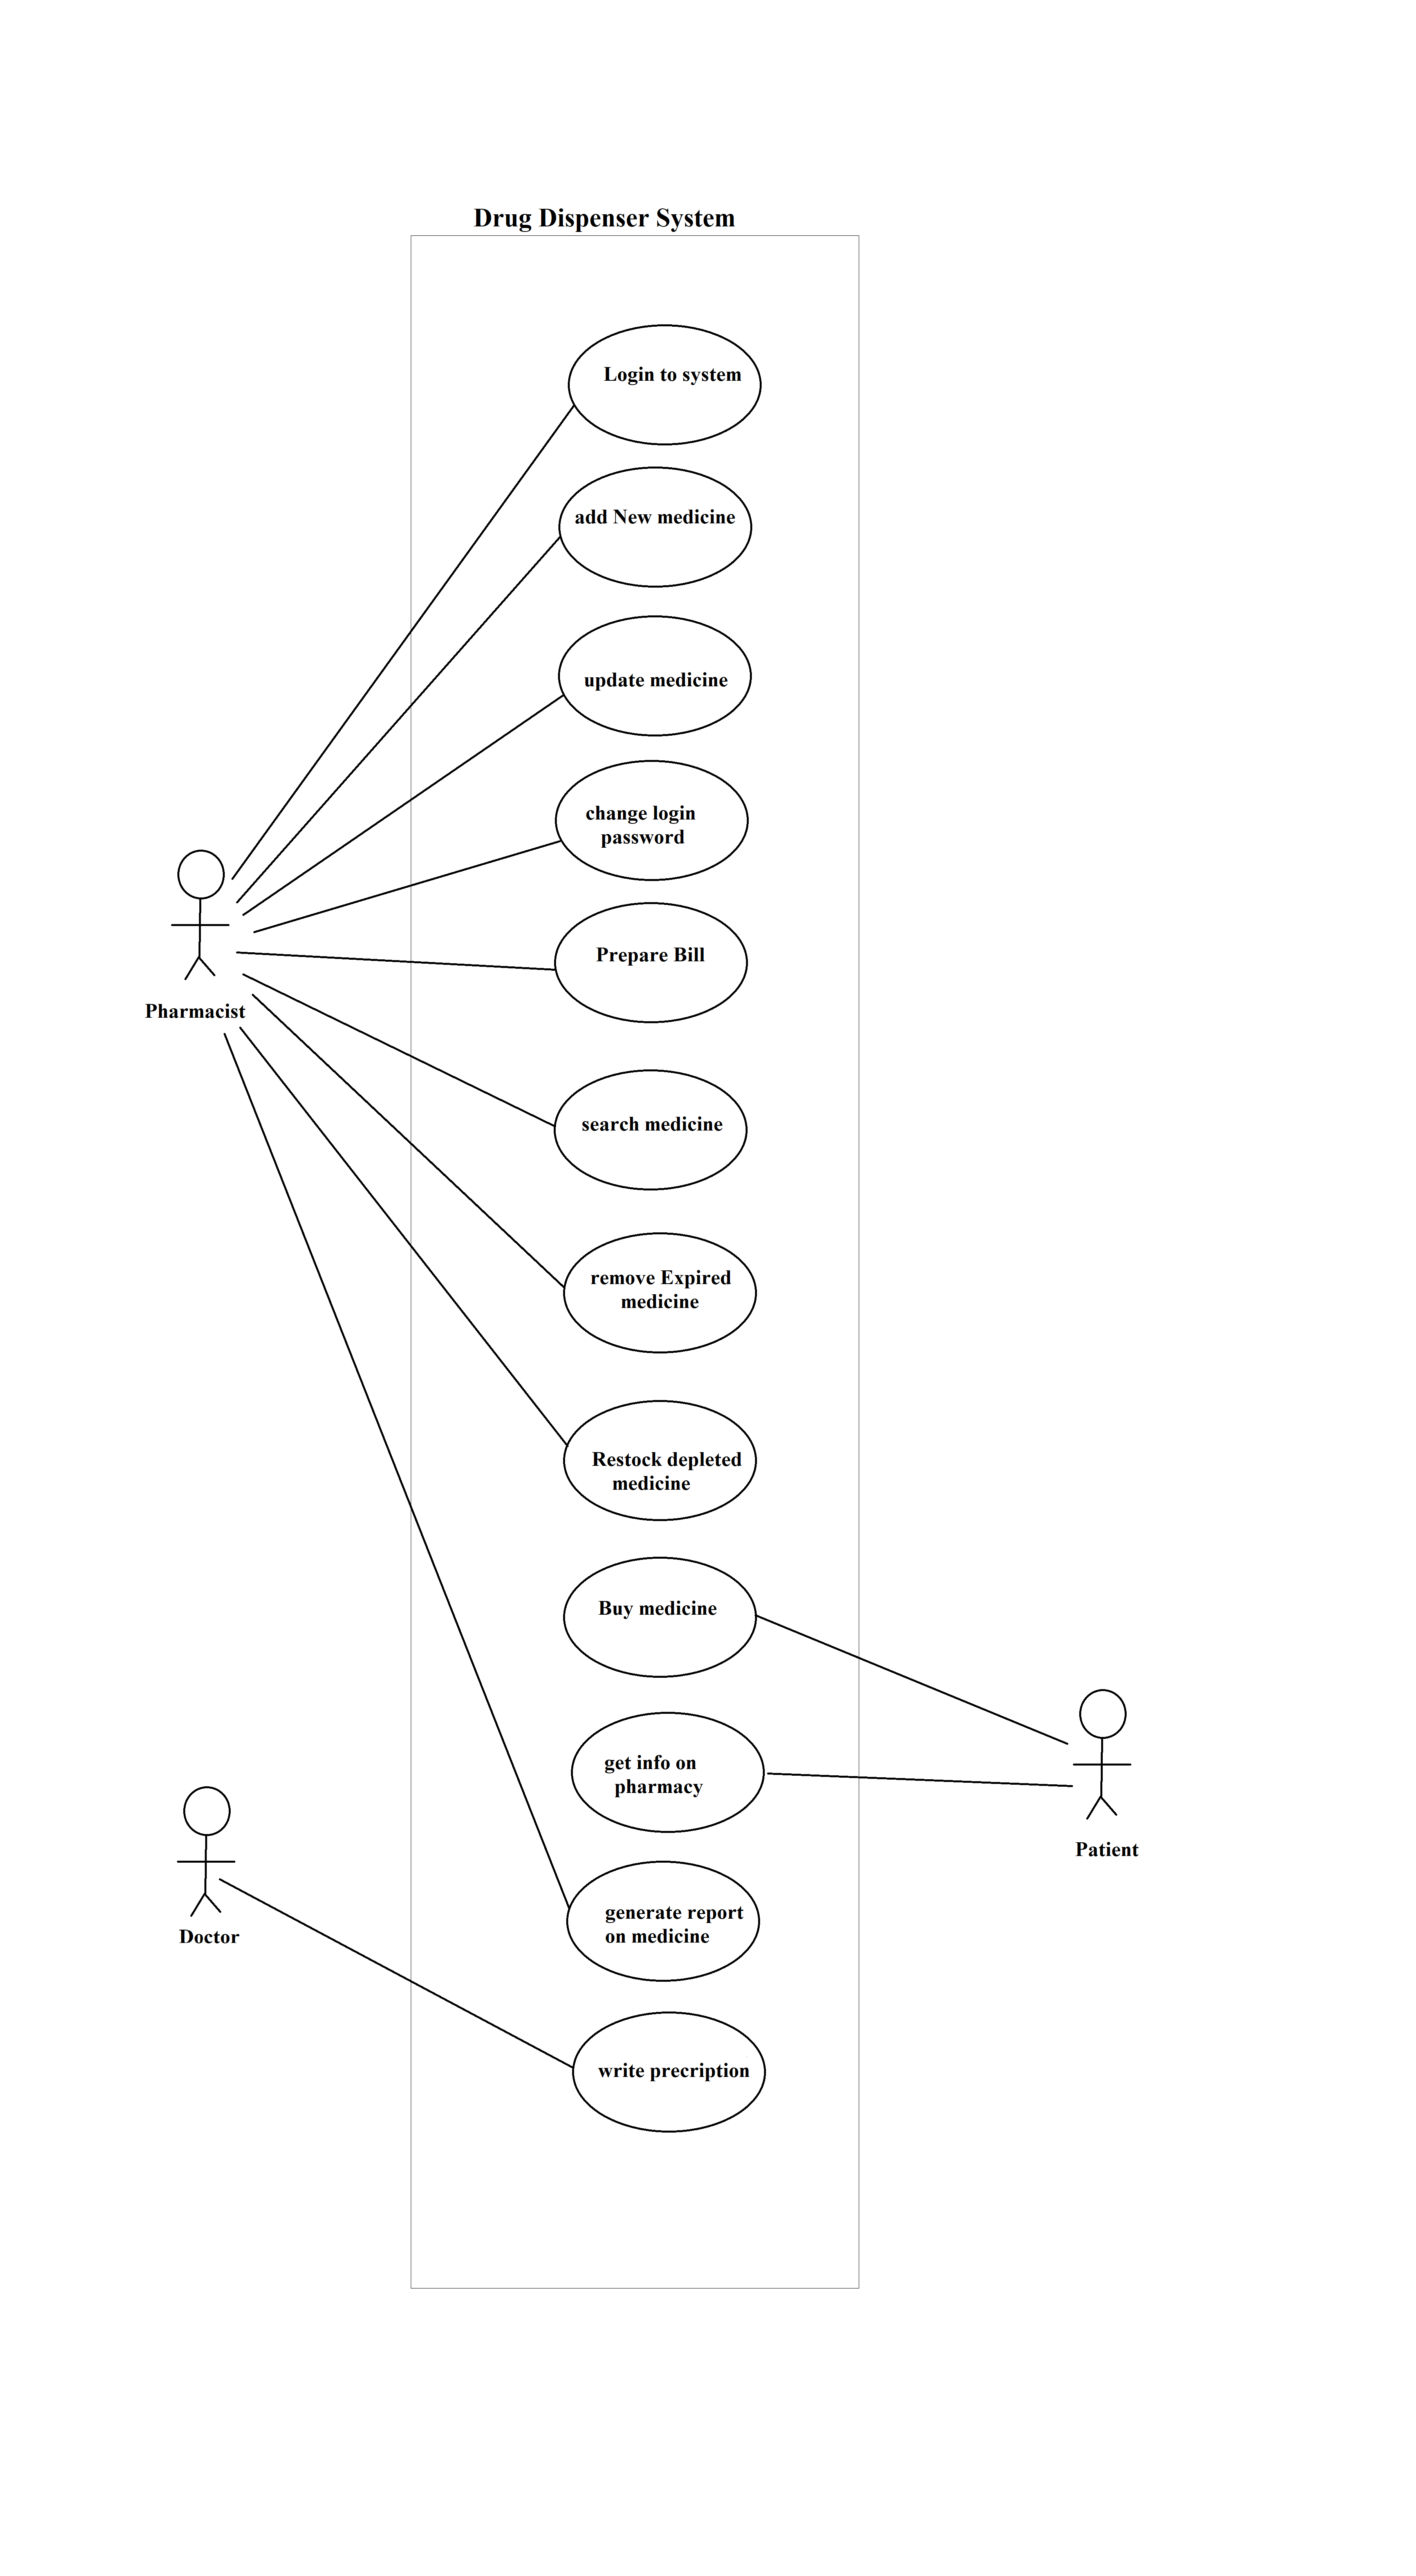 Drug Dispenser System
Login to system
add New medicine
update medicine
change login
password
Prepare Bill
Pharmacist
search medicine
remove Expired
medicine
Restock depleted
medicine
Buy medicine
get info on
pharmacy
Patient
generate report
on medicine
Doctor
write precription